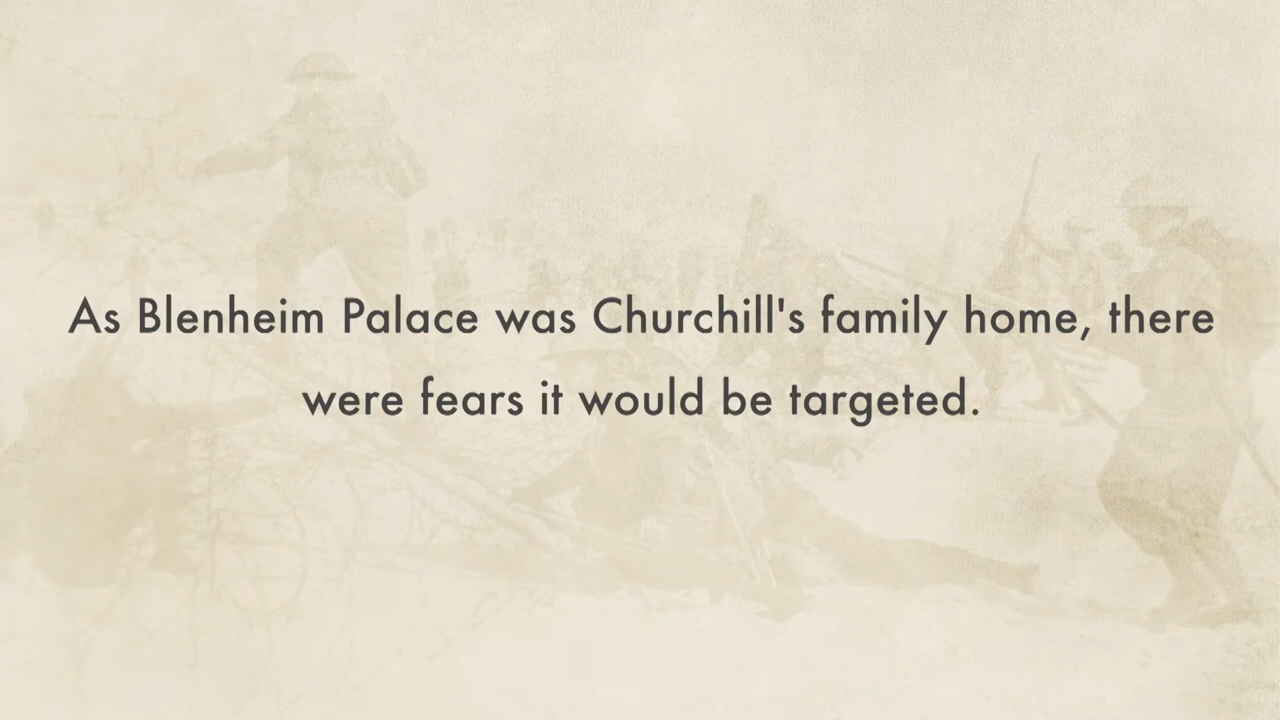 As Blenheim Palace was Churchill's family home, there
were fears it would be targeted.